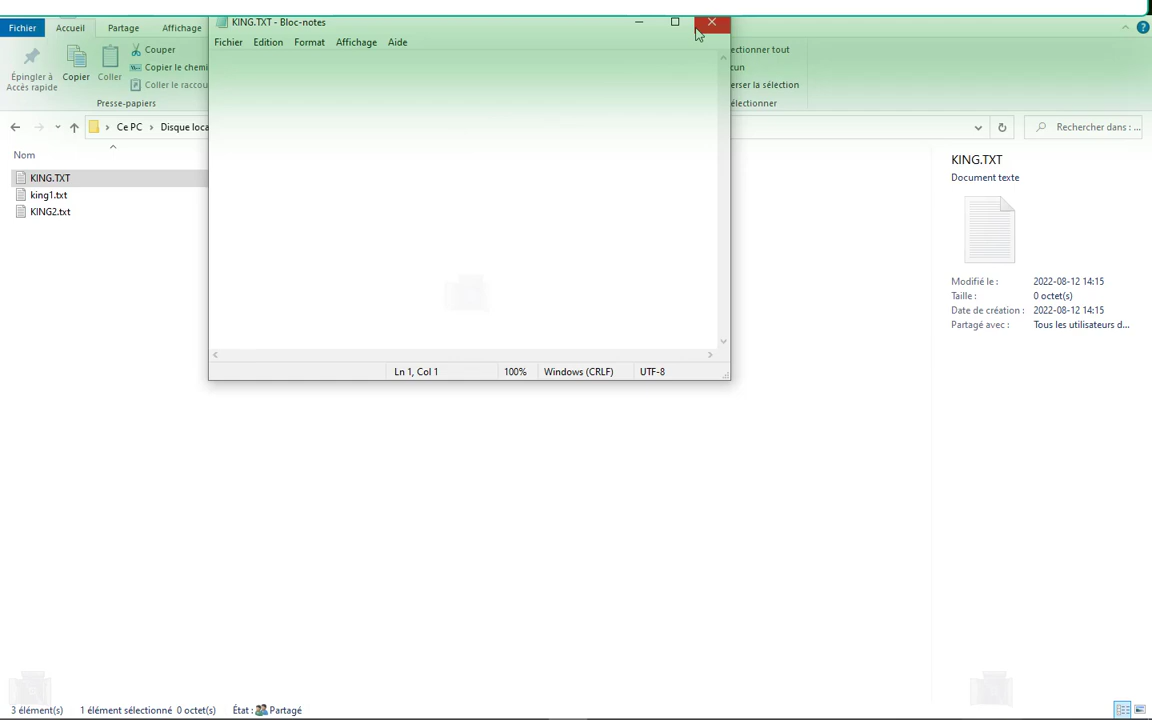 KING.TXT - Bloc-notes
Fichier Accueil Partage Affichage
Fichier Edition Format Affichage Aide
Épingler à
Accès rapide
Copier
Coller
Couper
Copier le chemi
Coller le raccou
Presse-papiers
ectionner tout
cun
erser la sélection
électionner
Ce PC
Disque loca
Rechercher dans : ...
Nom
KING.TXT
king1.txt
KING2.txt
Ln 1, Col 1 100% Windows (CRLF) UTF-8
KING.TXT
Document texte
Modifié le : 2022-08-12 14:15
Taille : 0 octet(s)
Date de création : 2022-08-12 14:15
Partagé avec : Tous les utilisateurs d...
3 élément(s) 1 élément sélectionné 0 octet(s) État : Partagé